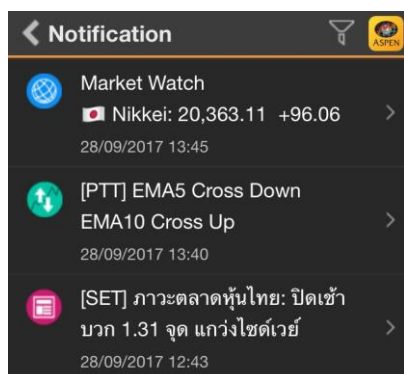 Notification
ASPEN
Market Watch
🇯🇵 Nikkei: 20,363.11 +96.06
28/09/2017 13:45
[PTT] EMA5 Cross Down
EMA10 Cross Up
28/09/2017 13:40
[SET] ภาวะตลาดหุ้นไทย: ปิดเช้า
บวก 1.31 จุด แกว่งไซด์เวย์
28/09/2017 12:43